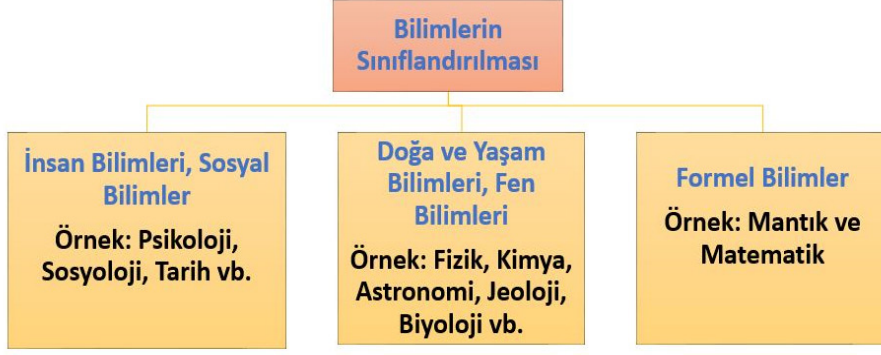 Bilimlerin
Sınıflandırılması
İnsan Bilimleri, Sosyal
Bilimler
Örnek: Psikoloji,
Sosyoloji, Tarih vb.
Doğa ve Yaşam
Bilimleri, Fen
Bilimleri
Örnek: Fizik, Kimya,
Astronomi, Jeoloji,
Biyoloji vb.
Formel Bilimler
Örnek: Mantık ve
Matematik